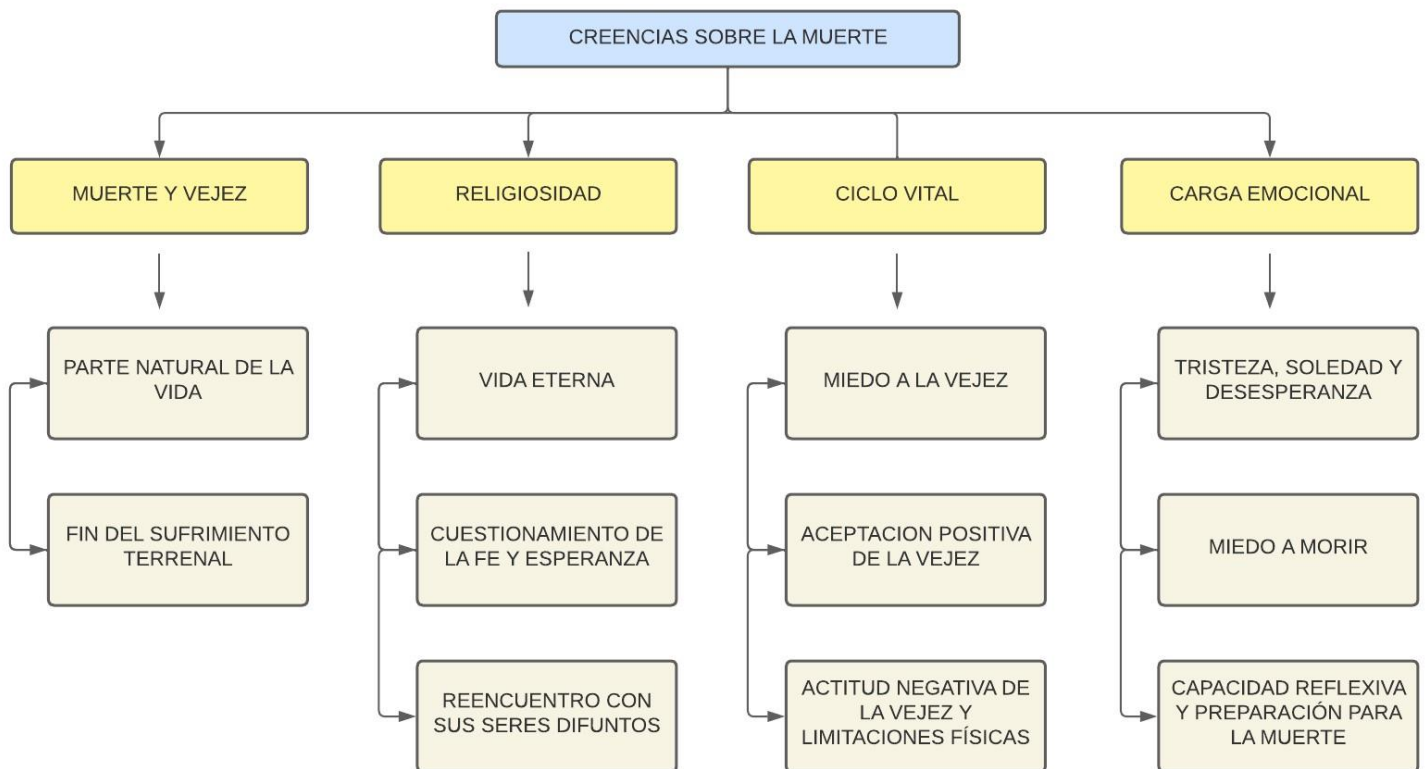 CREENCIAS SOBRE LA MUERTE
MUERTE Y VEJEZ
RELIGIOSIDAD
CICLO VITAL
CARGA EMOCIONAL
PARTE NATURAL DE LA
VIDA
VIDA ETERNA
MIEDO A LA VEJEZ
TRISTEZA, SOLEDAD Y
DESESPERANZA
FIN DEL SUFRIMIENTO
TERRENAL
CUESTIONAMIENTO DE
LA FE Y ESPERANZA
ACEPTACION POSITIVA
DE LA VEJEZ
MIEDO A MORIR
REENCUENTRO CON
SUS SERES DIFUNTOS
ACTITUD NEGATIVA DE
LA VEJEZ Y
LIMITACIONES FÍSICAS
CAPACIDAD REFLEXIVA
Y PREPARACIÓN PARA
LA MUERTE